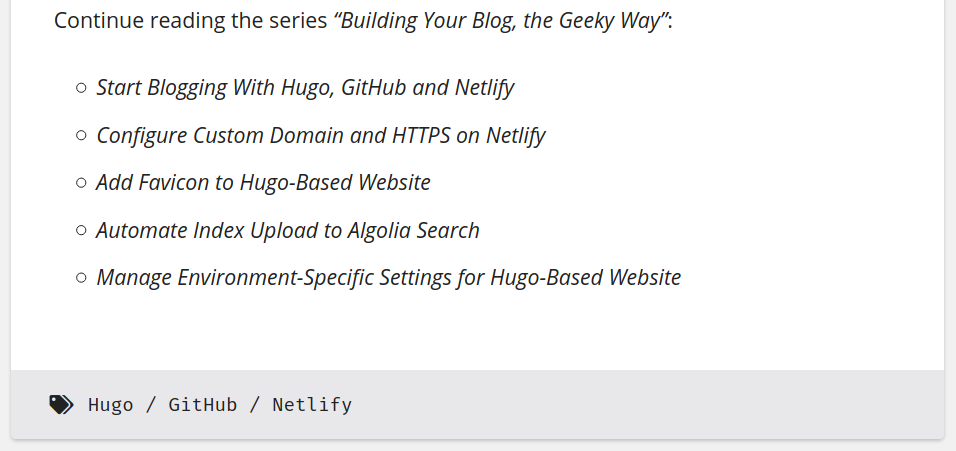 Continue reading the series “Building Your Blog, the Geeky Way”:
Start Blogging With Hugo, GitHub and Netlify
Configure Custom Domain and HTTPS on Netlify
Add Favicon to Hugo-Based Website
Automate Index Upload to Algolia Search
Manage Environment-Specific Settings for Hugo-Based Website
Hugo / GitHub / Netlify